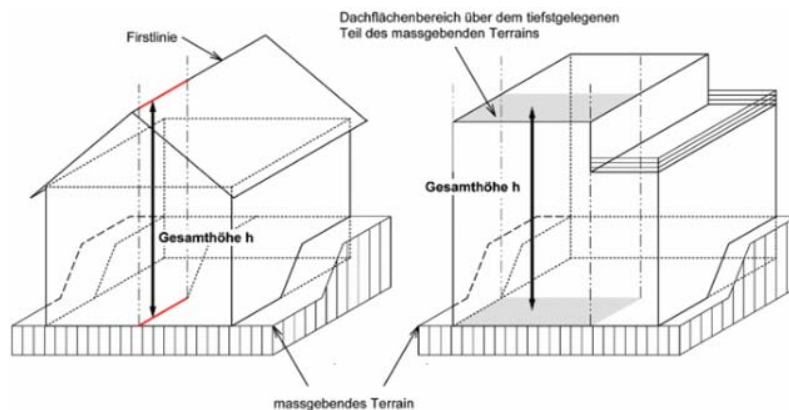 Firstlinie
Dachflächenbereich über dem tiefstgelegenen
Teil des massgebenden Terrains
Gesamthöhe h
Gesamthöhe h
massgebendes Terrain